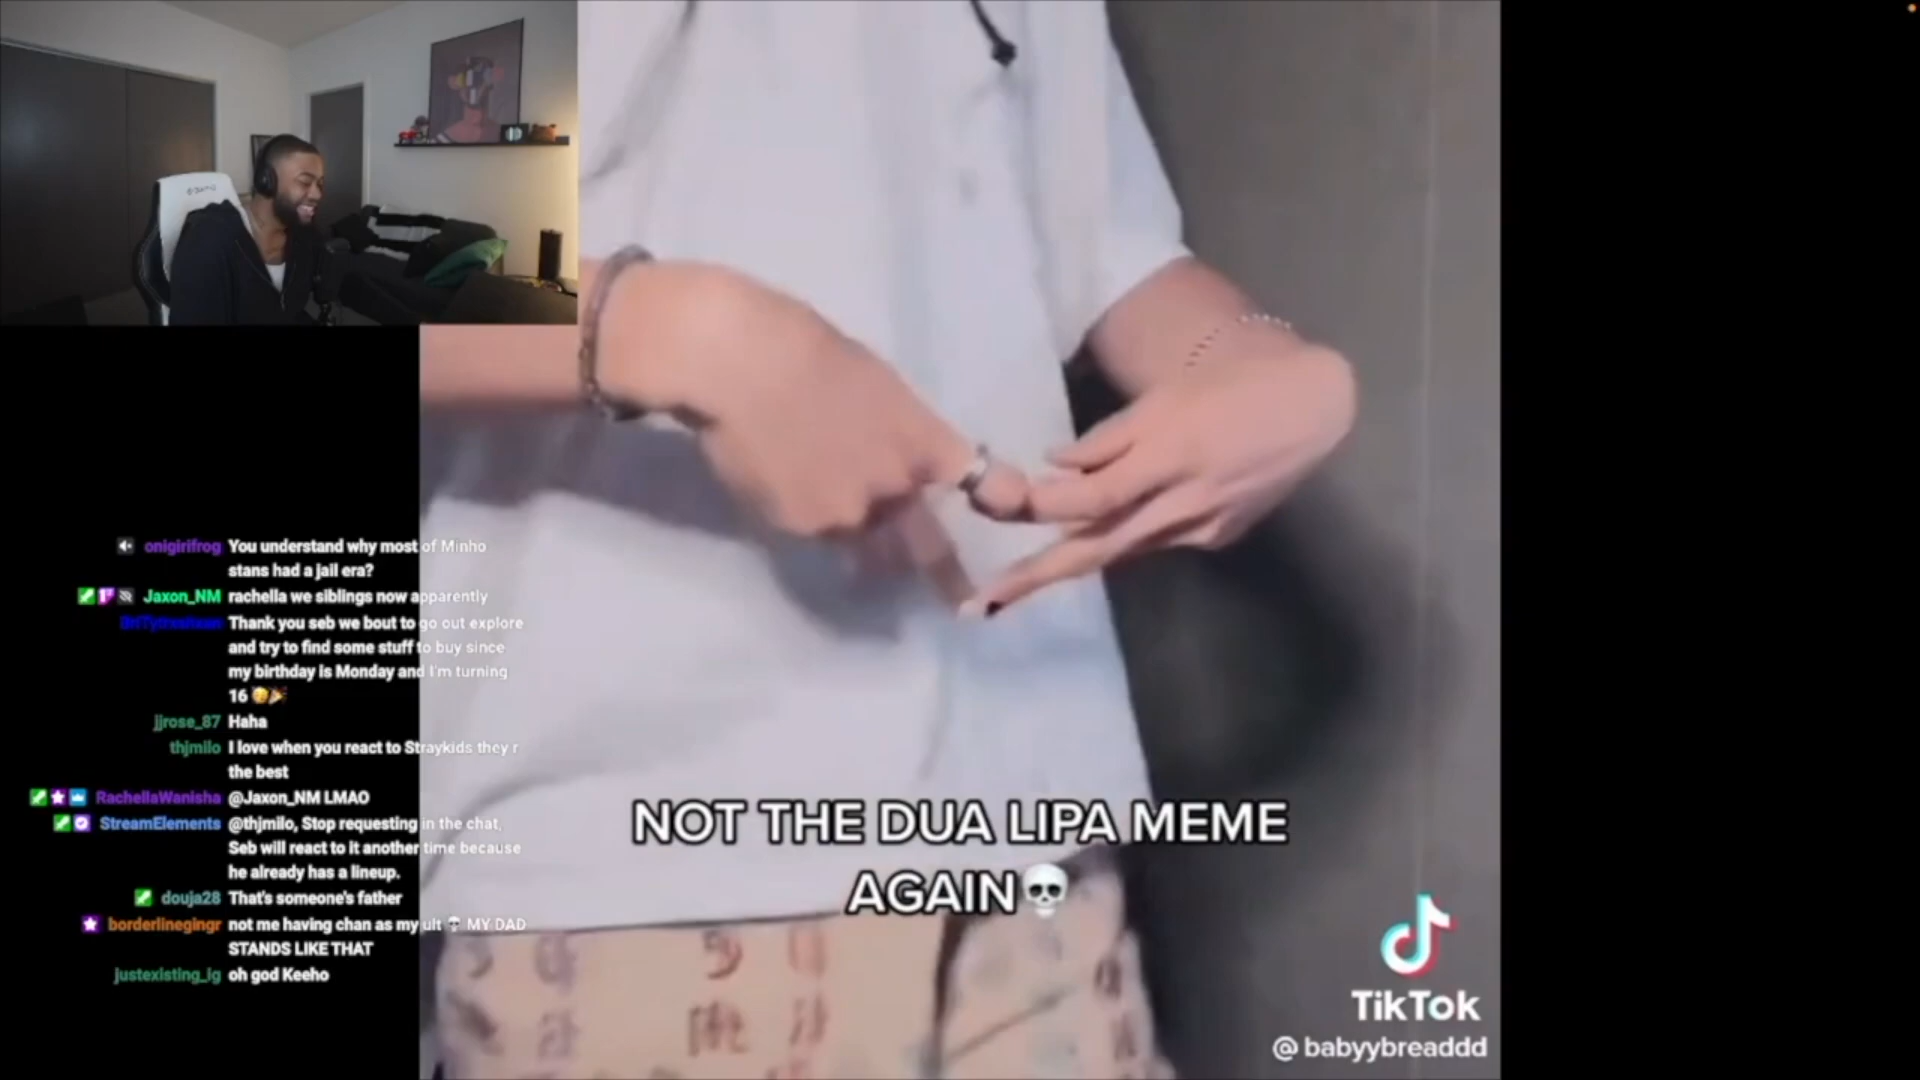 onigirifrog You understand why most of Minho
stans had a jail era?
Jaxon_NM rachella we siblings now apparently
Thank you seb we bout to go out explore
and try to find some stuff to buy since
my birthday is Monday and I'm turning
16 🥳🎉
jjrose_87 Haha
thjmilo I love when you react to Straykids they r
the best
RachellaWanisha @Jaxon_NM LMAO
StreamElements @thjmilo, Stop requesting in the chat,
Seb will react to it another time because
he already has a lineup.
douja28 That's someone's father
borderlinegingr not me having chan as my ult 💀 MY DAD
STANDS LIKE THAT
justexisting_ig oh god Keeho
NOT THE DUA LIPA MEME
AGAIN💀
TikTok
@babyybreaddd